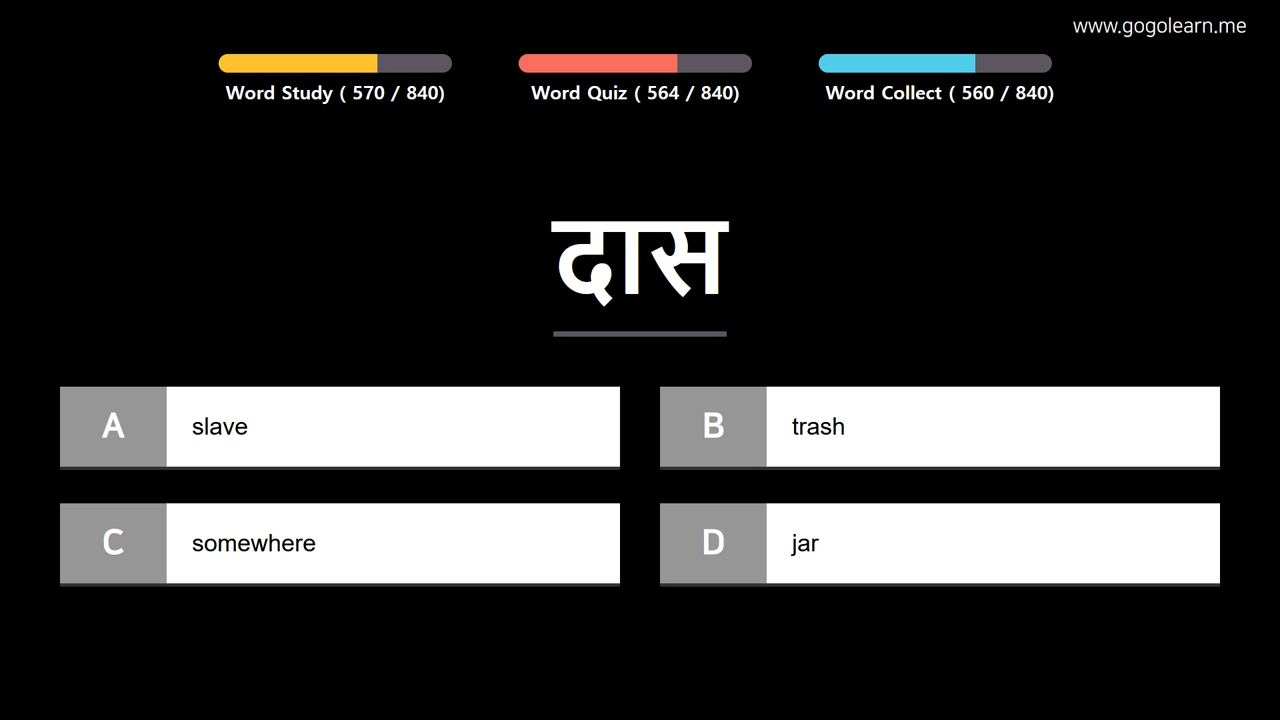 www.gogolearn.me
Word Study ( 570 / 840)
Word Quiz ( 564 / 840)
Word Collect ( 560 / 840)
दास
A slave
B trash
C somewhere
D jar